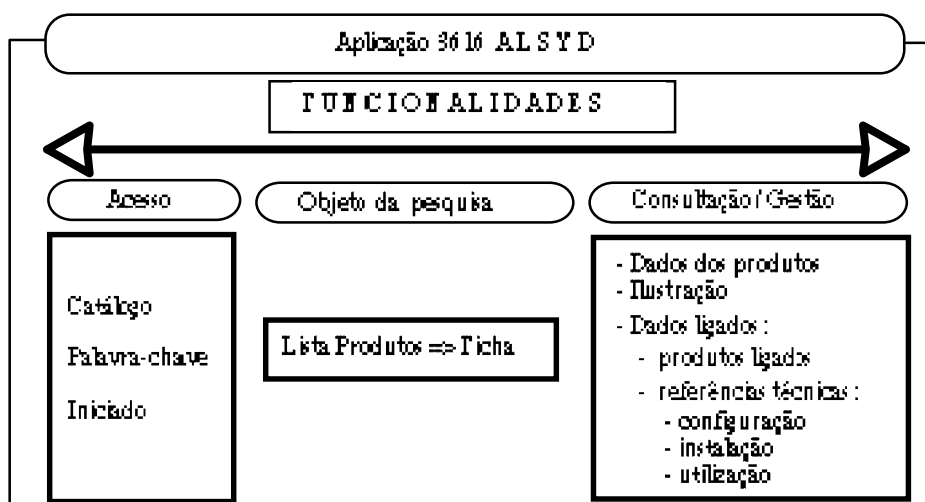 Aplicação 3616 ALSYD
FUNCIONALIDADES
Acesso
Objeto da pesquisa
Consultação / Gestão
Catálogo
Palavra-chave
Iniciado
Lista Produtos => Ficha
- Dados dos produtos
- Ilustração
- Dados ligados :
- produtos ligados
- referências técnicas :
- configuração
- instalação
- utilização